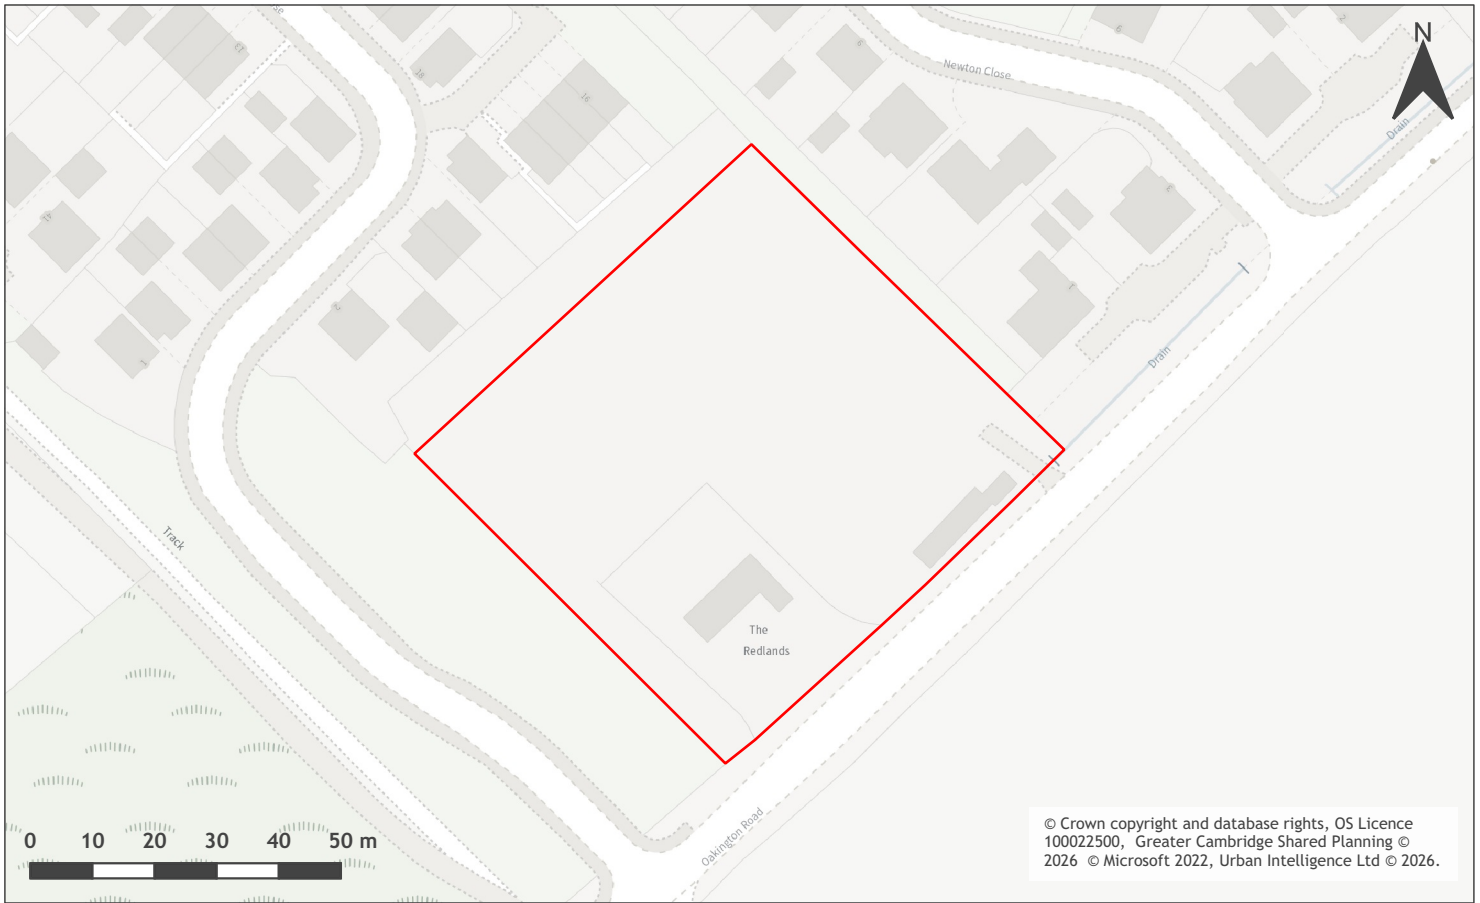 N
Newton Close
Drain
Drain
Track
The
Redlands
Oakington Road
0 10 20 30 40 50 m
© Crown copyright and database rights, OS Licence
100022500, Greater Cambridge Shared Planning ©
2026 © Microsoft 2022, Urban Intelligence Ltd © 2026.